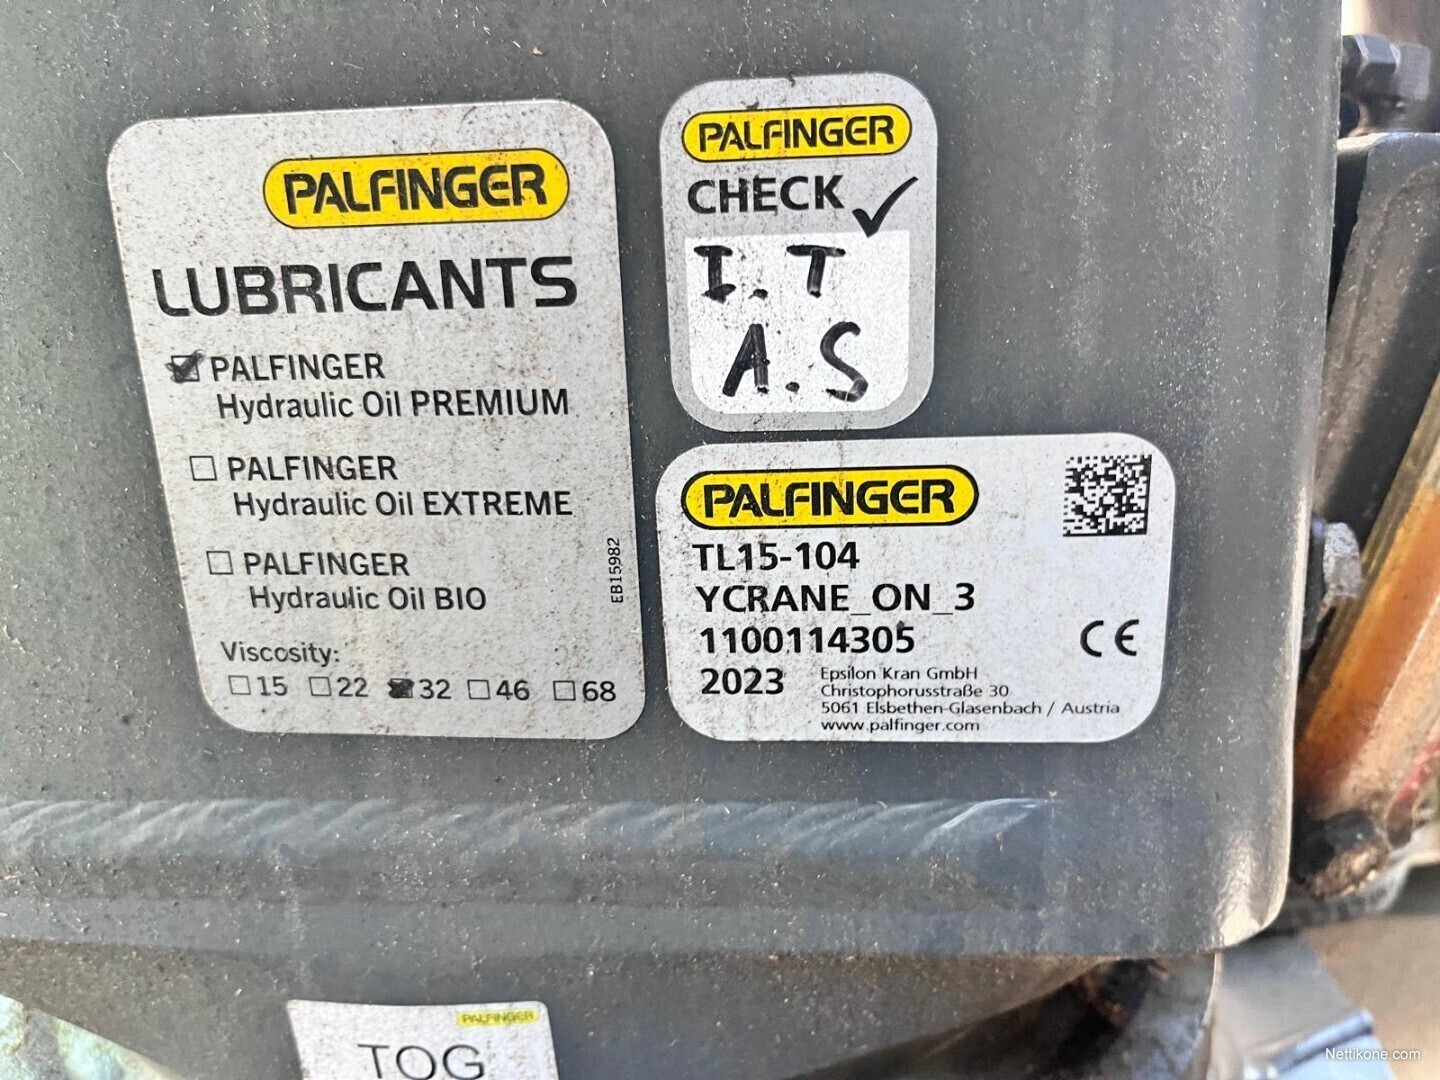 PALFINGER
LUBRICANTS
PALFINGER
Hydraulic Oil PREMIUM
PALFINGER
Hydraulic Oil EXTREME
PALFINGER
Hydraulic Oil BIO
EB15982
Viscosity:
15 22 32 46 68
PALFINGER
CHECK
I.T
A.S
PALFINGER
TL15-104
YCRANE_ON_3
1100114305
2023
Epsilon Kran GmbH
Christophorusstraße 30
5061 Elsbethen-Glasenbach / Austria
www.palfinger.com
CE
PALFINGER
TOG
Nettikone.com